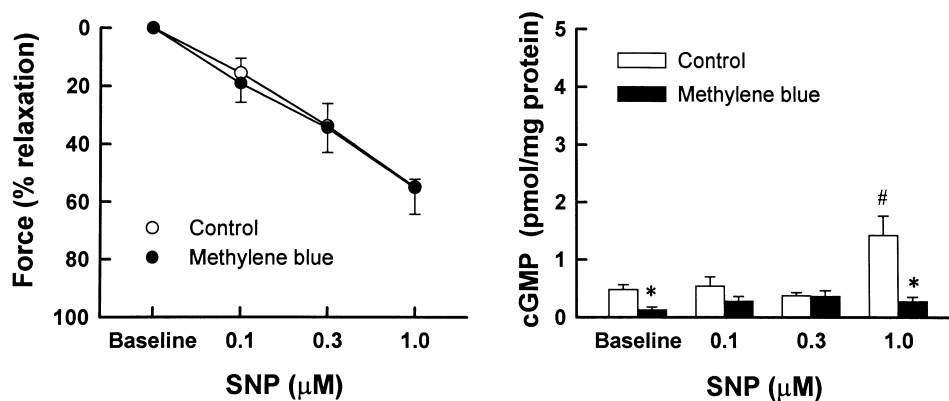 Force (% relaxation)
0
20
40
60
80
100
Control
Methylene blue
Baseline 0.1 0.3 1.0
SNP (μM)
cGMP (pmol/mg protein)
5
4
3
2
1
0
Control
Methylene blue
*
#
*
Baseline 0.1 0.3 1.0
SNP (μM)